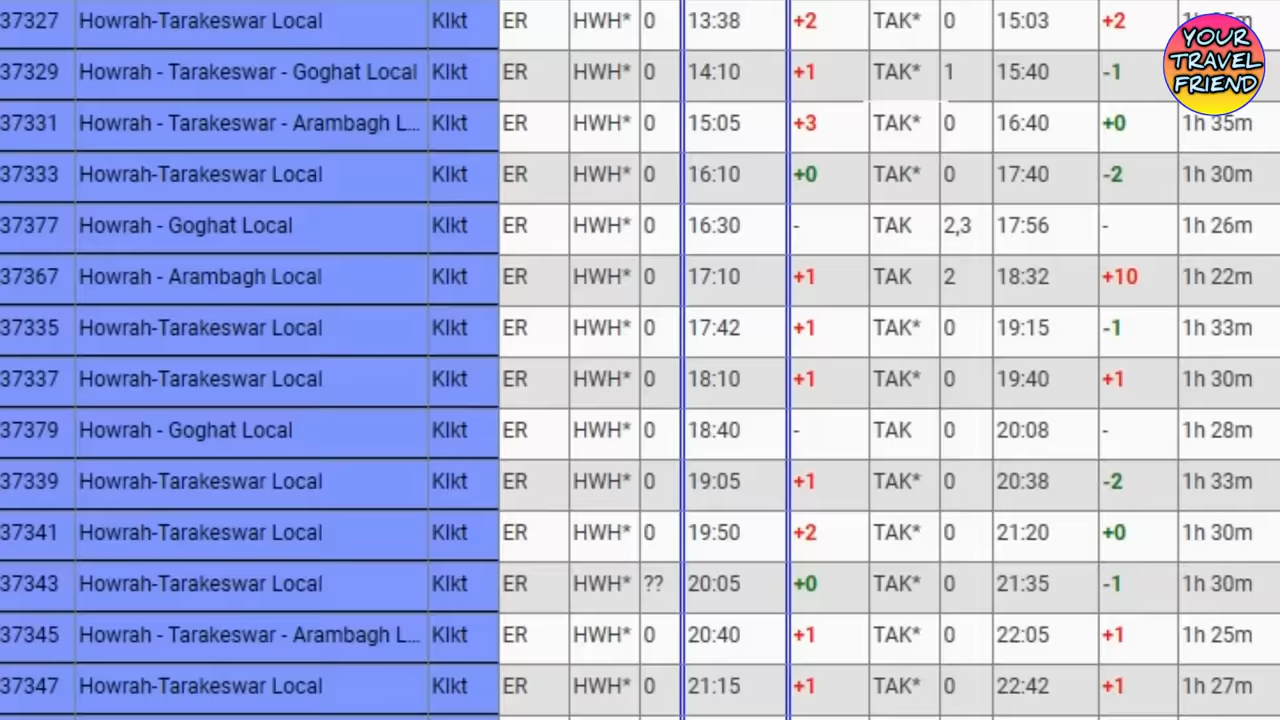 37327 Howrah-Tarakeswar Local Klkt ER HWH* 0 13:38 +2 TAK* 0 15:03 +2
37329 Howrah - Tarakeswar - Goghat Local Klkt ER HWH* 0 14:10 +1 TAK* 1 15:40 -1
37331 Howrah - Tarakeswar - Arambagh L... Klkt ER HWH* 0 15:05 +3 TAK* 0 16:40 +0 1h 35m
37333 Howrah-Tarakeswar Local Klkt ER HWH* 0 16:10 +0 TAK* 0 17:40 -2 1h 30m
37377 Howrah - Goghat Local Klkt ER HWH* 0 16:30 - TAK 2,3 17:56 - 1h 26m
37367 Howrah - Arambagh Local Klkt ER HWH* 0 17:10 +1 TAK 2 18:32 +10 1h 22m
37335 Howrah-Tarakeswar Local Klkt ER HWH* 0 17:42 +1 TAK* 0 19:15 -1 1h 33m
37337 Howrah-Tarakeswar Local Klkt ER HWH* 0 18:10 +1 TAK* 0 19:40 +1 1h 30m
37379 Howrah - Goghat Local Klkt ER HWH* 0 18:40 - TAK 0 20:08 - 1h 28m
37339 Howrah-Tarakeswar Local Klkt ER HWH* 0 19:05 +1 TAK* 0 20:38 -2 1h 33m
37341 Howrah-Tarakeswar Local Klkt ER HWH* 0 19:50 +2 TAK* 0 21:20 +0 1h 30m
37343 Howrah-Tarakeswar Local Klkt ER HWH* ?? 20:05 +0 TAK* 0 21:35 -1 1h 30m
37345 Howrah - Tarakeswar - Arambagh L... Klkt ER HWH* 0 20:40 +1 TAK* 0 22:05 +1 1h 25m
37347 Howrah-Tarakeswar Local Klkt ER HWH* 0 21:15 +1 TAK* 0 22:42 +1 1h 27m
YOUR
TRAVEL
FRIEND